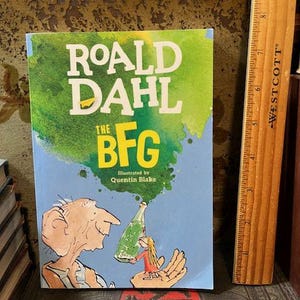 ROALD
DAHL
THE
BFG
Illustrated by
Quentin Blake
WESTCOTT